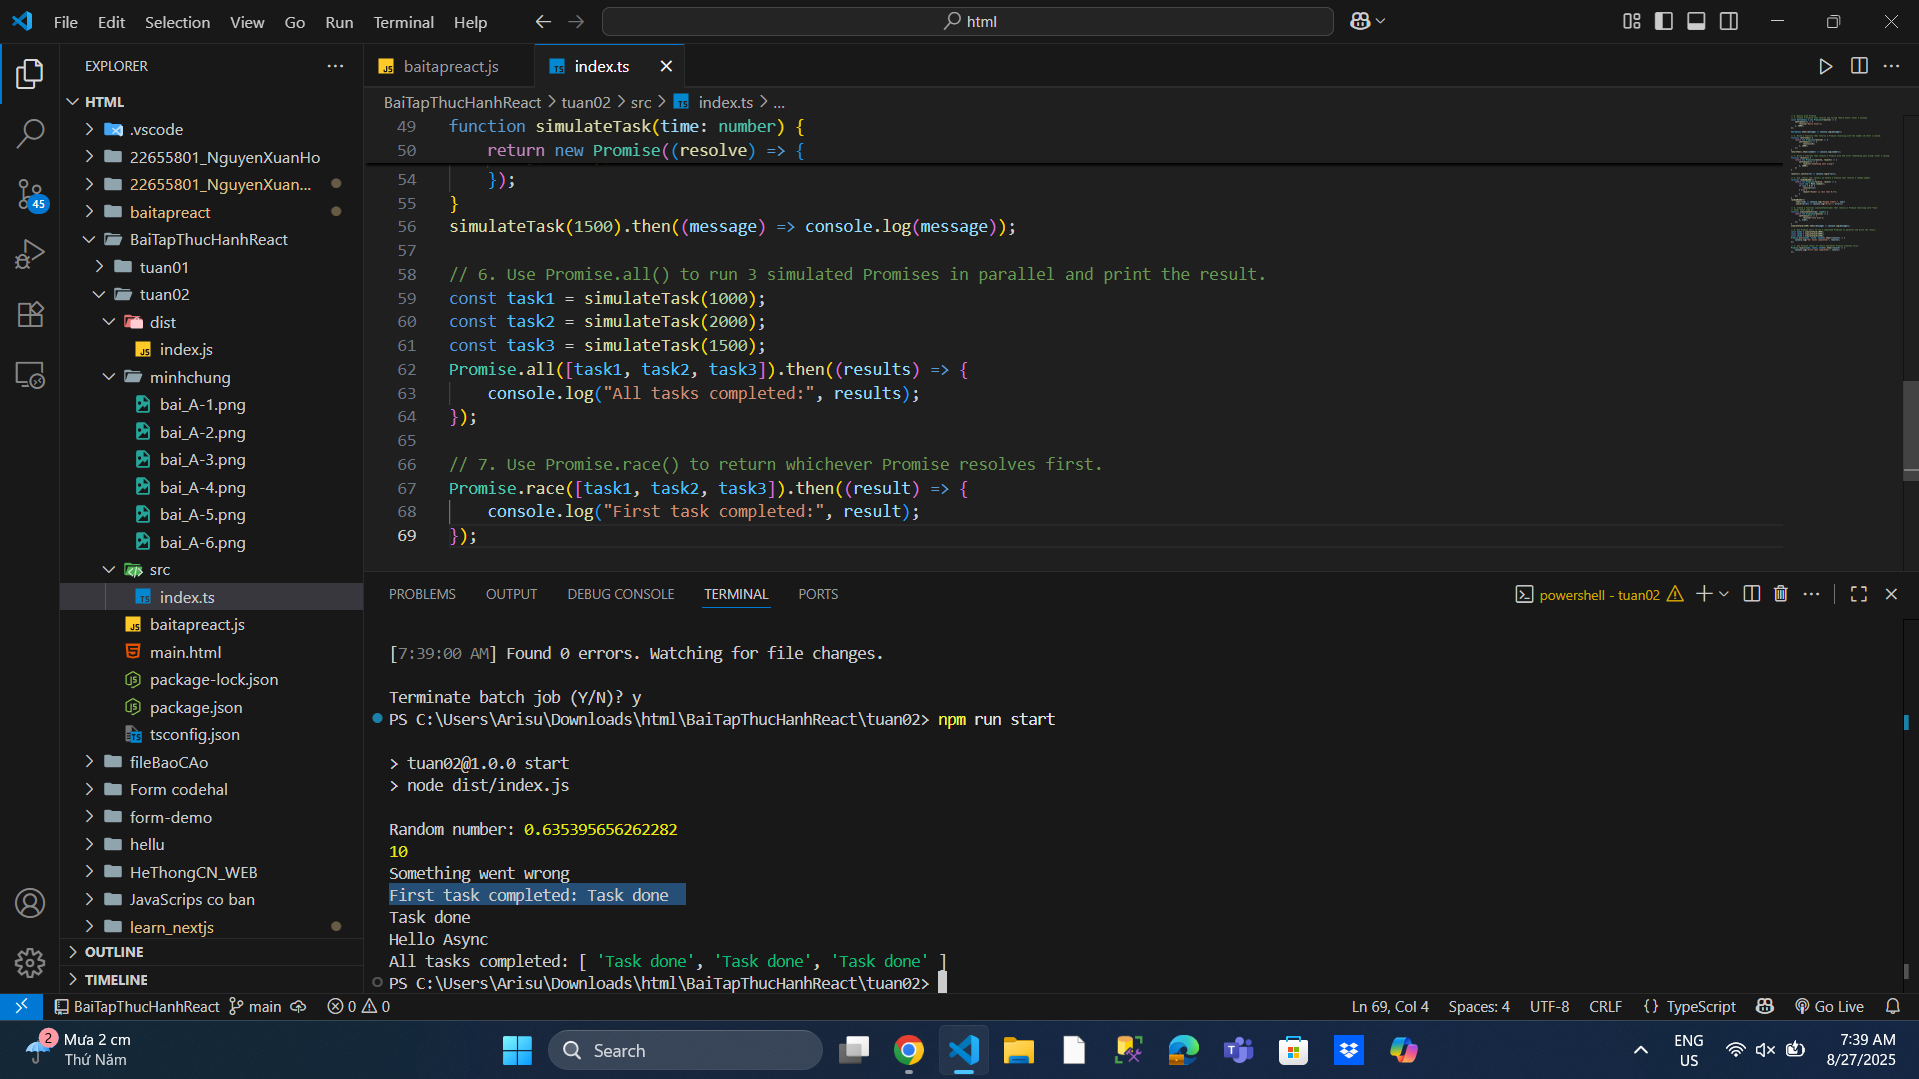 File Edit Selection View Go Run Terminal Help
html
EXPLORER
HTML
.vscode
22655801_NguyenXuanHo
22655801_NguyenXuan...
baitapreact
BaiTapThucHanhReact
tuan01
tuan02
dist
index.js
minhchung
bai_A-1.png
bai_A-2.png
bai_A-3.png
bai_A-4.png
bai_A-5.png
bai_A-6.png
src
index.ts
baitapreact.js
main.html
package-lock.json
package.json
tsconfig.json
fileBaoCAo
Form codehal
form-demo
hellu
HeThongCN_WEB
JavaScrips co ban
learn_nextjs
OUTLINE
TIMELINE
45
baitapreact.js index.ts
BaiTapThucHanhReact > tuan02 > src > index.ts > ...
49 function simulateTask(time: number) {
50 return new Promise((resolve) => {
54 });
55 }
56 simulateTask(1500).then((message) => console.log(message));
57
58 // 6. Use Promise.all() to run 3 simulated Promises in parallel and print the result.
59 const task1 = simulateTask(1000);
60 const task2 = simulateTask(2000);
61 const task3 = simulateTask(1500);
62 Promise.all([task1, task2, task3]).then((results) => {
63 console.log("All tasks completed:", results);
64 });
65
66 // 7. Use Promise.race() to return whichever Promise resolves first.
67 Promise.race([task1, task2, task3]).then((result) => {
68 console.log("First task completed:", result);
69 });
PROBLEMS OUTPUT DEBUG CONSOLE TERMINAL PORTS
powershell - tuan02
[7:39:00 AM] Found 0 errors. Watching for file changes.
Terminate batch job (Y/N)? y
PS C:\Users\Arisu\Downloads\html\BaiTapThucHanhReact\tuan02> npm run start
> tuan02@1.0.0 start
> node dist/index.js
Random number: 0.635395656262282
10
Something went wrong
First task completed: Task done
Task done
Hello Async
All tasks completed: [ 'Task done', 'Task done', 'Task done' ]
PS C:\Users\Arisu\Downloads\html\BaiTapThucHanhReact\tuan02>
BaiTapThucHanhReact main 0 0
Ln 69, Col 4 Spaces: 4 UTF-8 CRLF {} TypeScript Go Live
2
Mưa 2 cm
Thứ Năm
Search
ENG
US
7:39 AM
8/27/2025